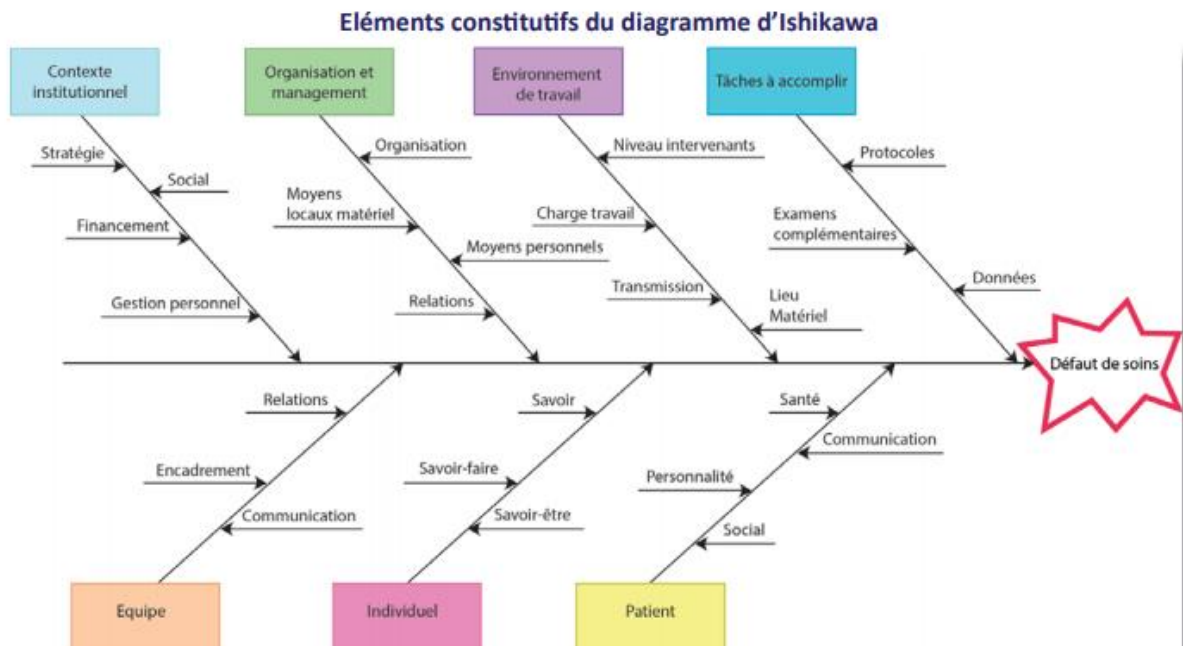 Eléments constitutifs du diagramme d'Ishikawa
Contexte
institutionnel
Organisation et
management
Environnement
de travail
Tâches à accomplir
Stratégie
Social
Financement
Gestion personnel
Organisation
Moyens
locaux matériel
Moyens personnels
Relations
Niveau intervenants
Charge travail
Transmission
Lieu
Matériel
Protocoles
Examens
complémentaires
Données
Défaut de soins
Relations
Encadrement
Communication
Savoir
Savoir-faire
Savoir-être
Santé
Communication
Personnalité
Social
Equipe
Individuel
Patient